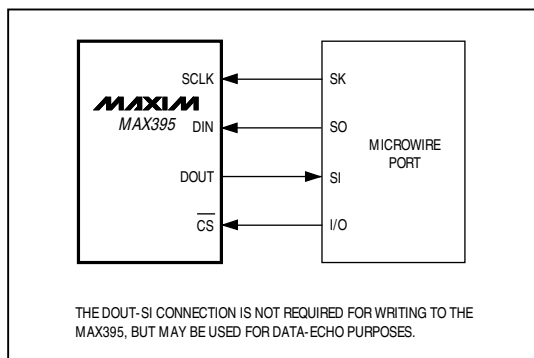 SCLK SK
MAXIM
MAX395
DIN SO
MICROWIRE
PORT
DOUT SI
CS I/O
THE DOUT-SI CONNECTION IS NOT REQUIRED FOR WRITING TO THE
MAX395, BUT MAY BE USED FOR DATA-ECHO PURPOSES.